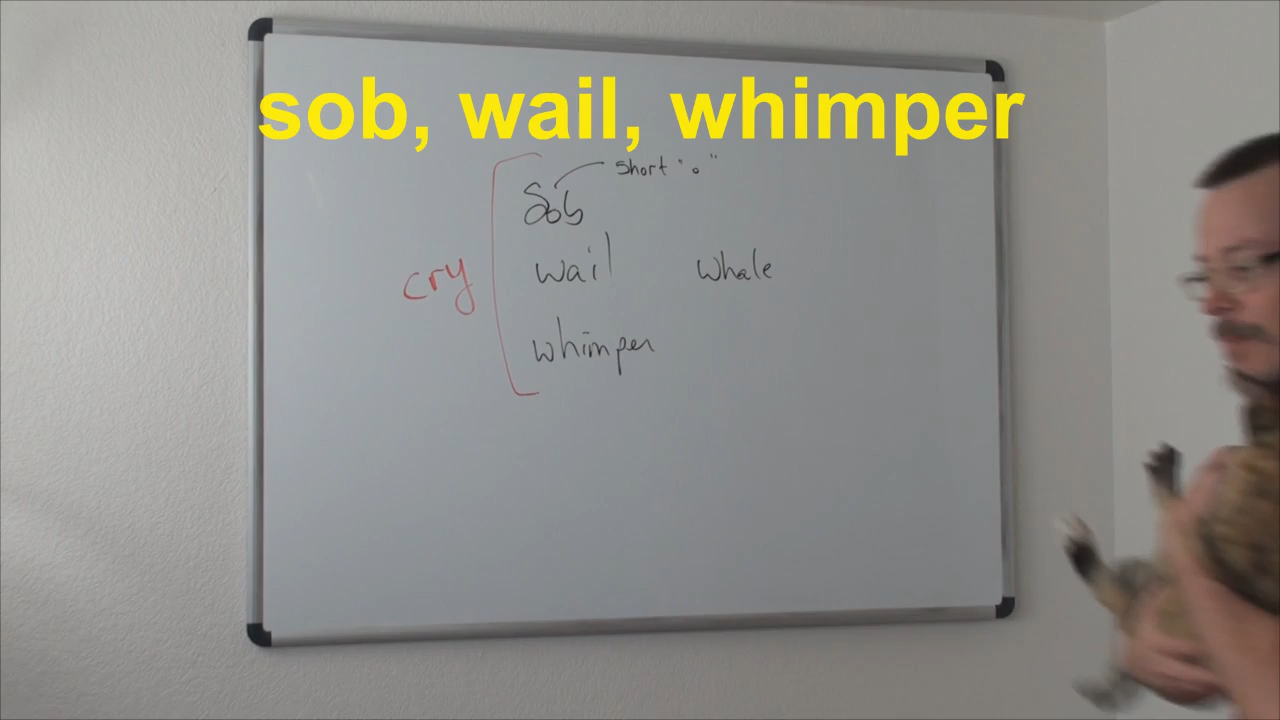 sob, wail, whimper
short "o"
Sob
wail whale
cry
whimper